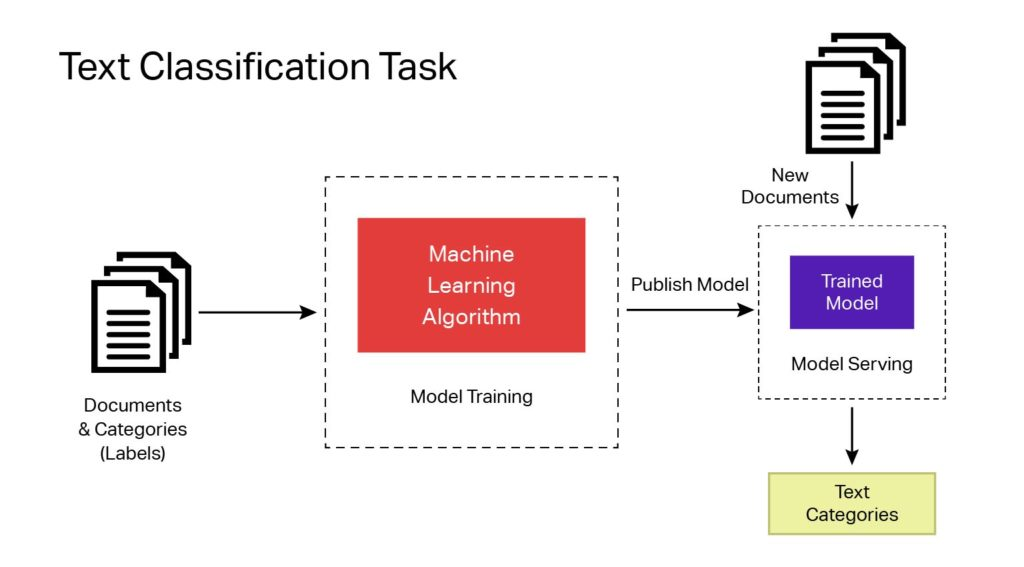 Text Classification Task
New
Documents
Machine
Learning
Algorithm
Model Training
Publish Model
Trained
Model
Model Serving
Documents
& Categories
(Labels)
Text
Categories